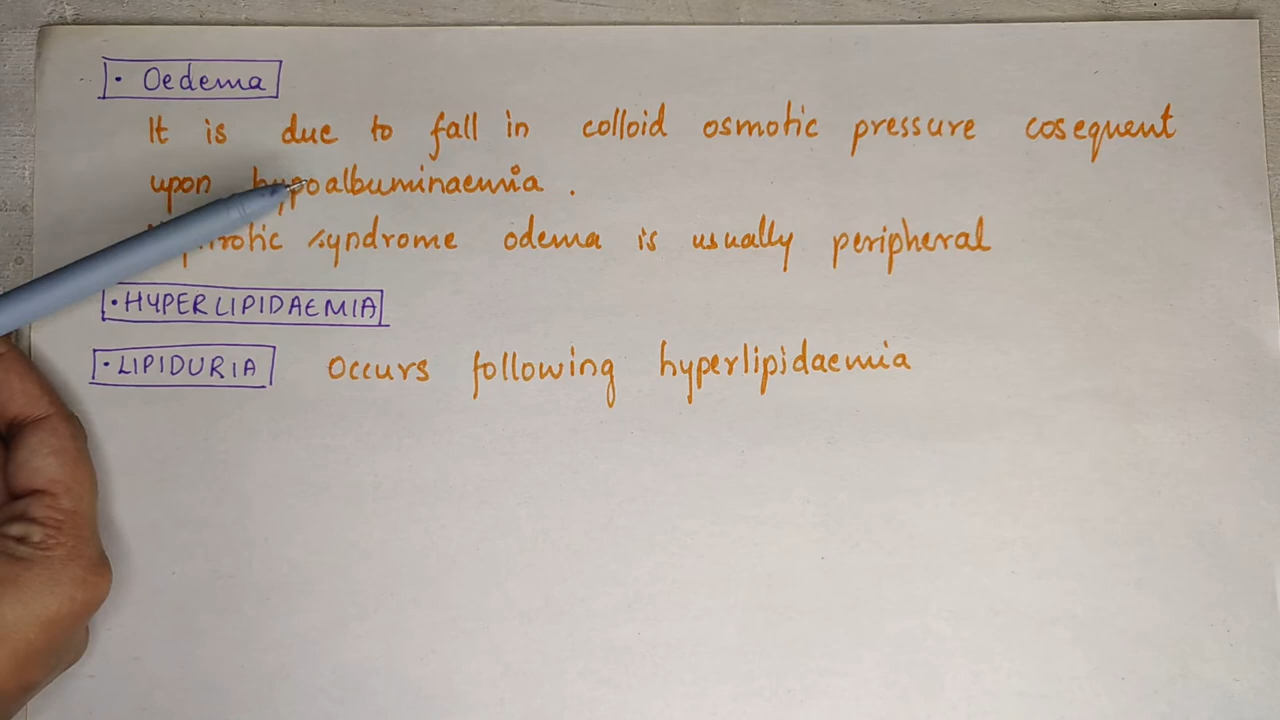 • Oedema
It is due to fall in colloid osmotic pressure cosequent
upon hypoalbuminaemia .
syndrome odema is usually peripheral
• HYPERLIPIDAEMIA
• LIPIDURIA Occurs following hyperlipidaemia